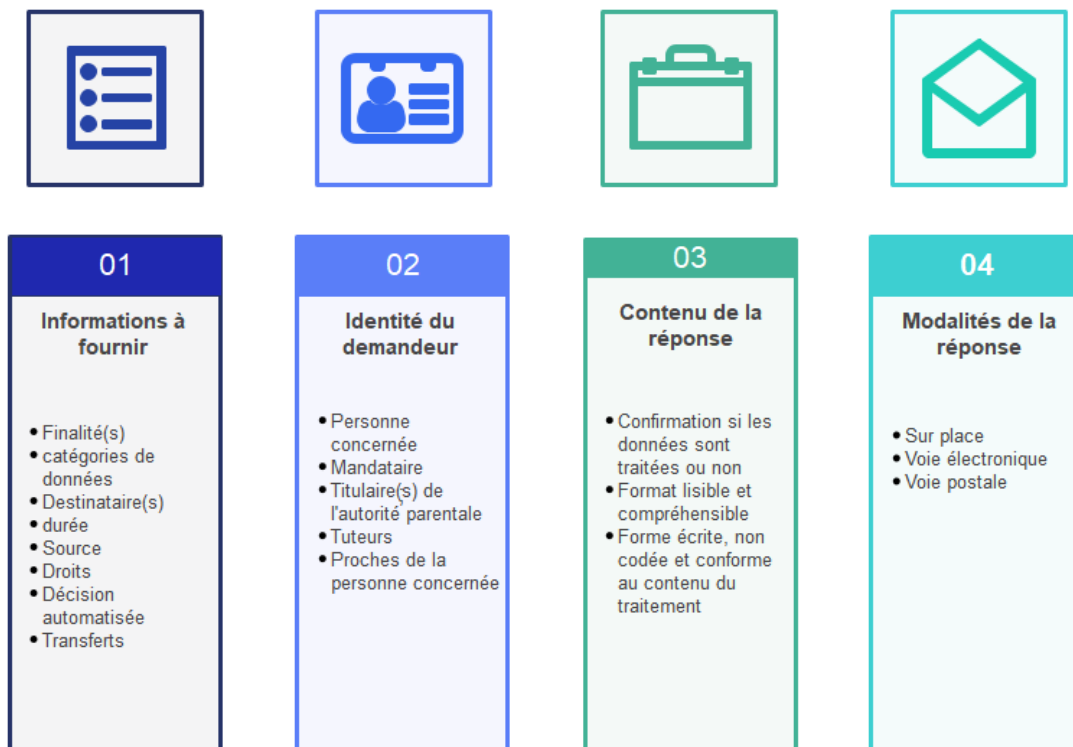 01
Informations à
fournir
Finalité(s)
catégories de
données
Destinataire(s)
durée
Source
Droits
Décision
automatisée
Transferts
02
Identité du
demandeur
Personne
concernée
Mandataire
Titulaire(s) de
l'autorité parentale
Tuteurs
Proches de la
personne concernée
03
Contenu de la
réponse
Confirmation si les
données sont
traitées ou non
Format lisible et
compréhensible
Forme écrite, non
codée et conforme
au contenu du
traitement
04
Modalités de la
réponse
Sur place
Voie électronique
Voie postale